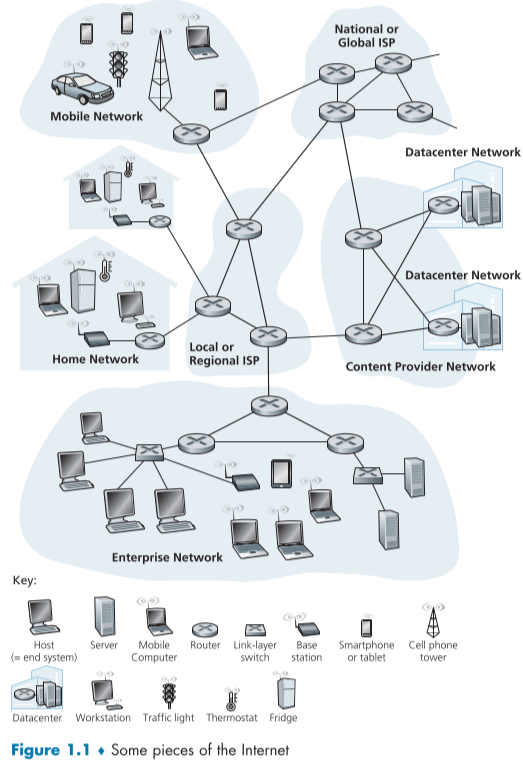 National or
Global ISP
Mobile Network
Datacenter Network
Datacenter Network
Home Network
Local or
Regional ISP
Content Provider Network
Enterprise Network
Key:
Host
(= end system)
Server
Mobile
Computer
Router
Link-layer
switch
Base
station
Smartphone
or tablet
Cell phone
tower
Datacenter
Workstation
Traffic light
Thermostat
Fridge
Figure 1.1 ♦ Some pieces of the Internet